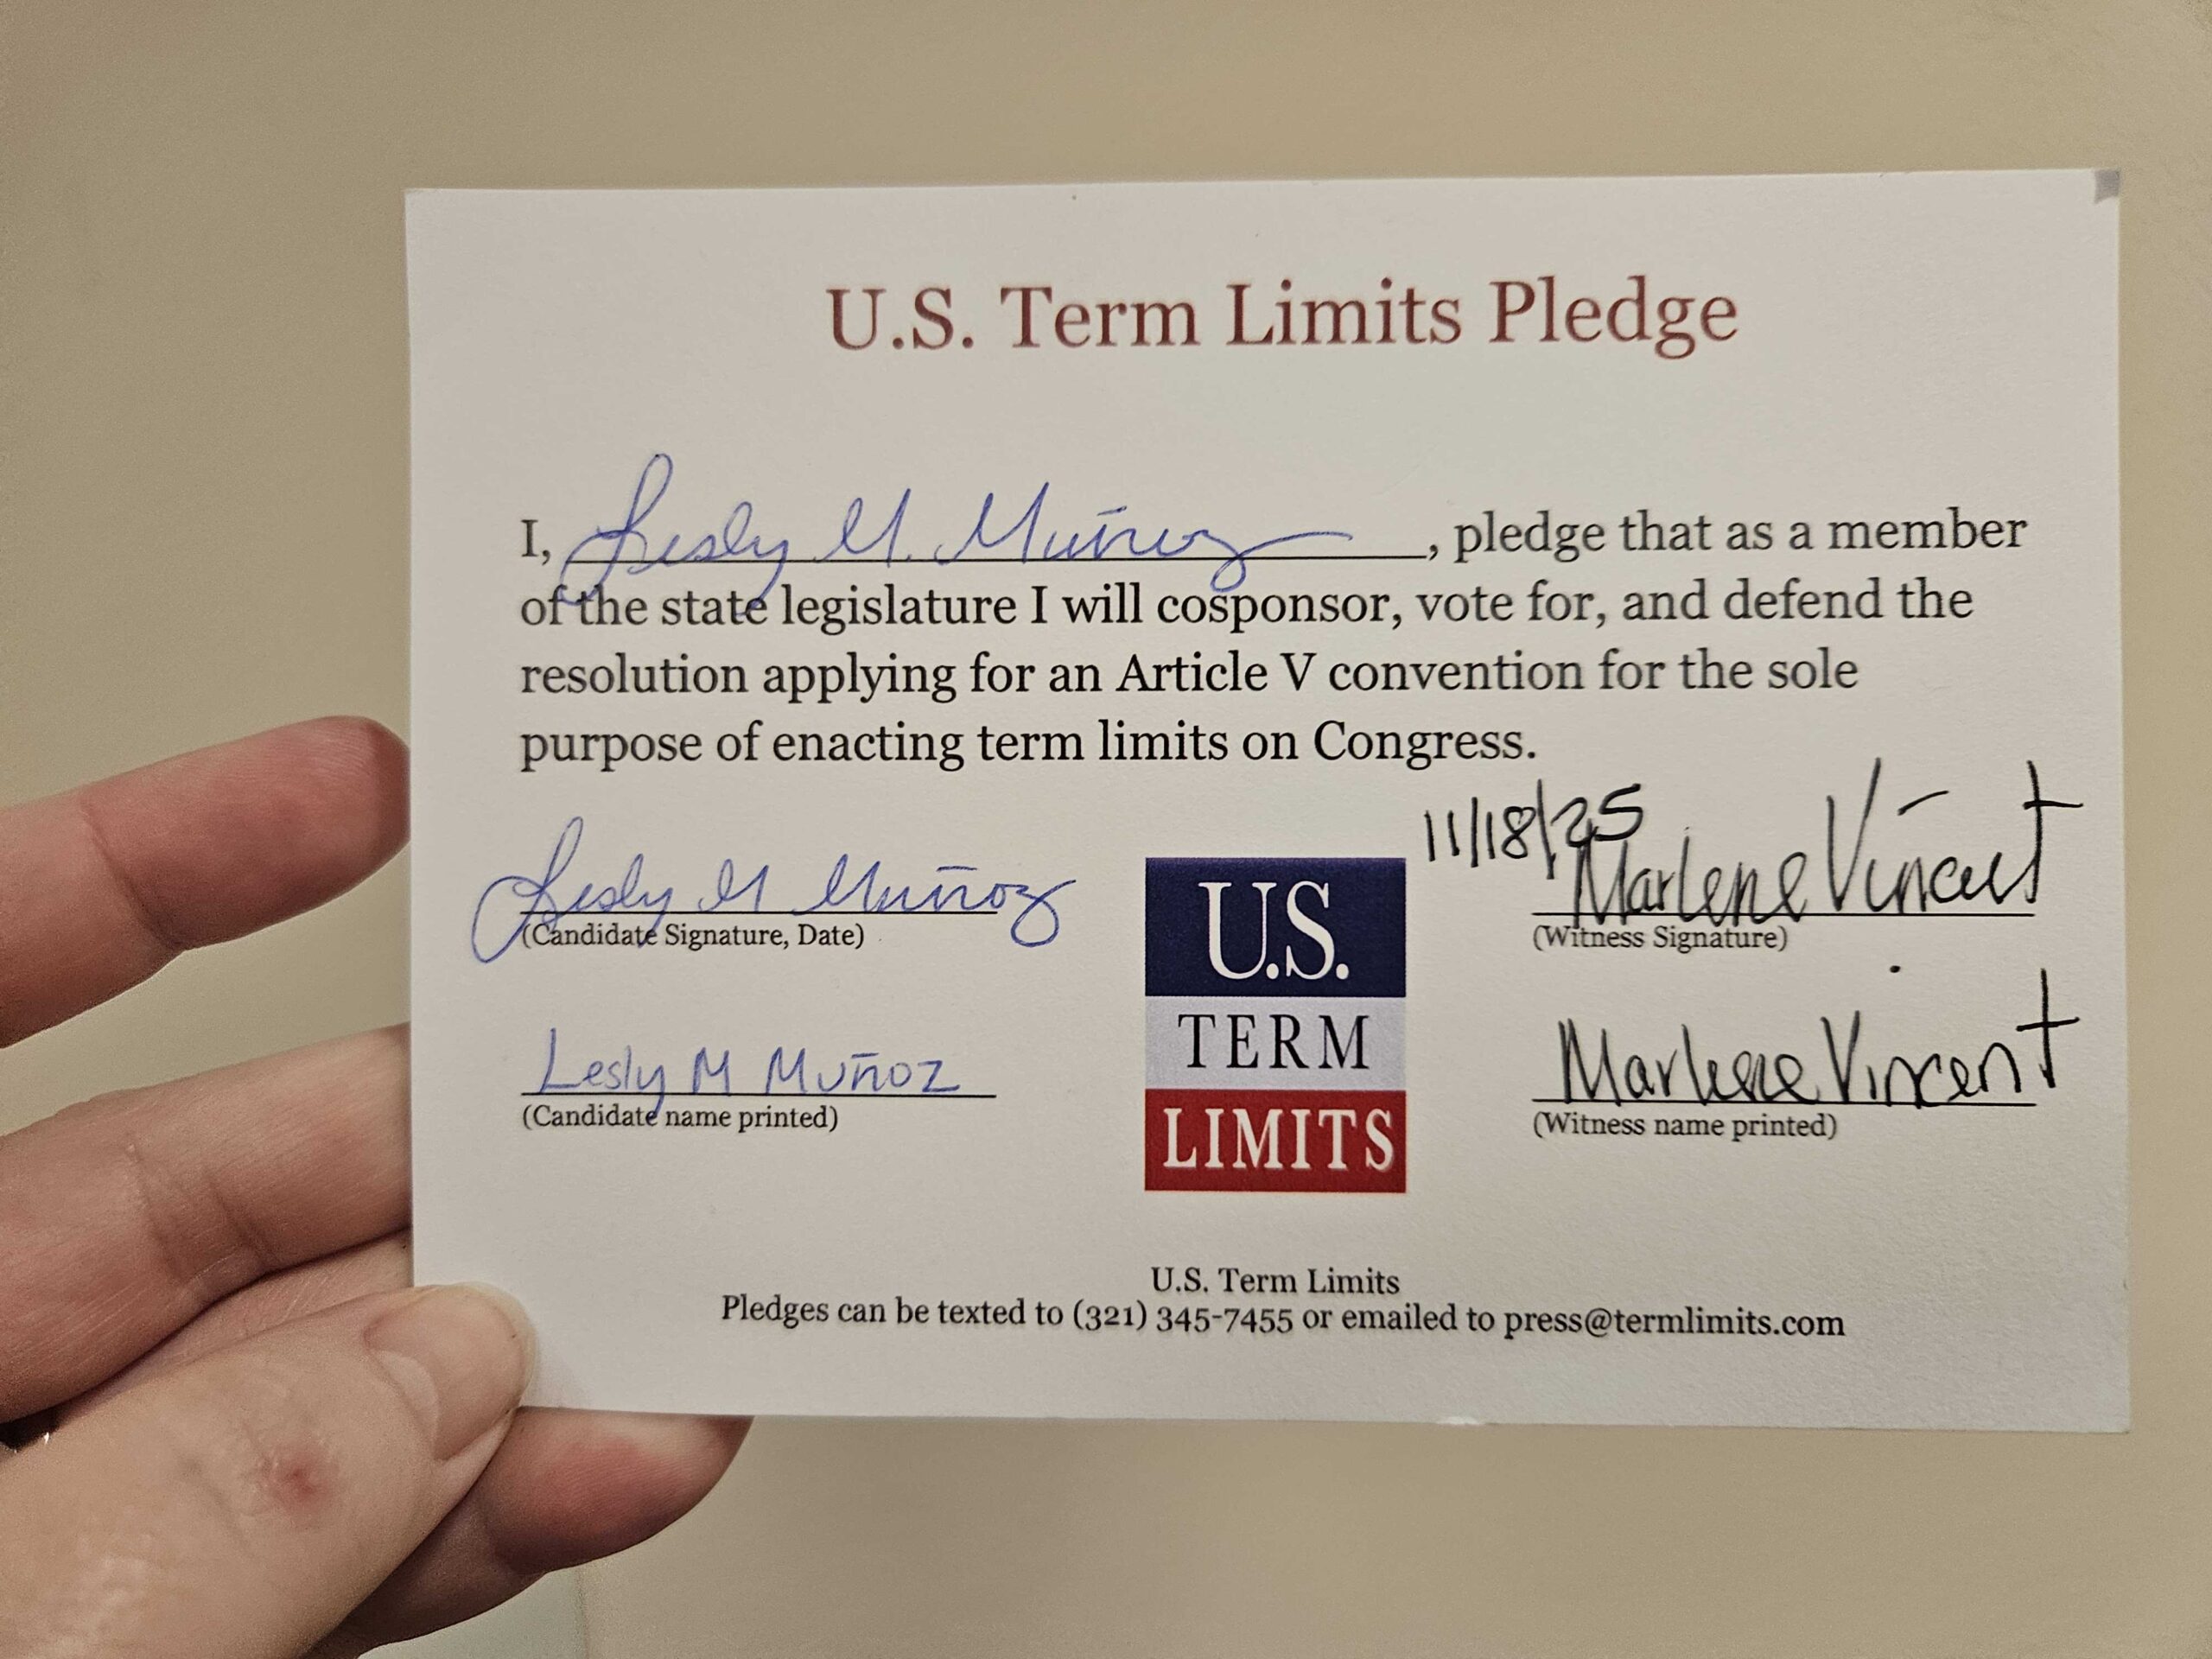 U.S. Term Limits Pledge
I, Lesly M. Muñoz, pledge that as a member
of the state legislature I will cosponsor, vote for, and defend the
resolution applying for an Article V convention for the sole
purpose of enacting term limits on Congress.
11/18/25
Lesly M Muñoz
(Candidate Signature, Date)
Marlene Vincent
(Witness Signature)
Lesly M Muñoz
(Candidate name printed)
U.S.
TERM
LIMITS
Marlene Vincent
(Witness name printed)
U.S. Term Limits
Pledges can be texted to (321) 345-7455 or emailed to press@termlimits.com